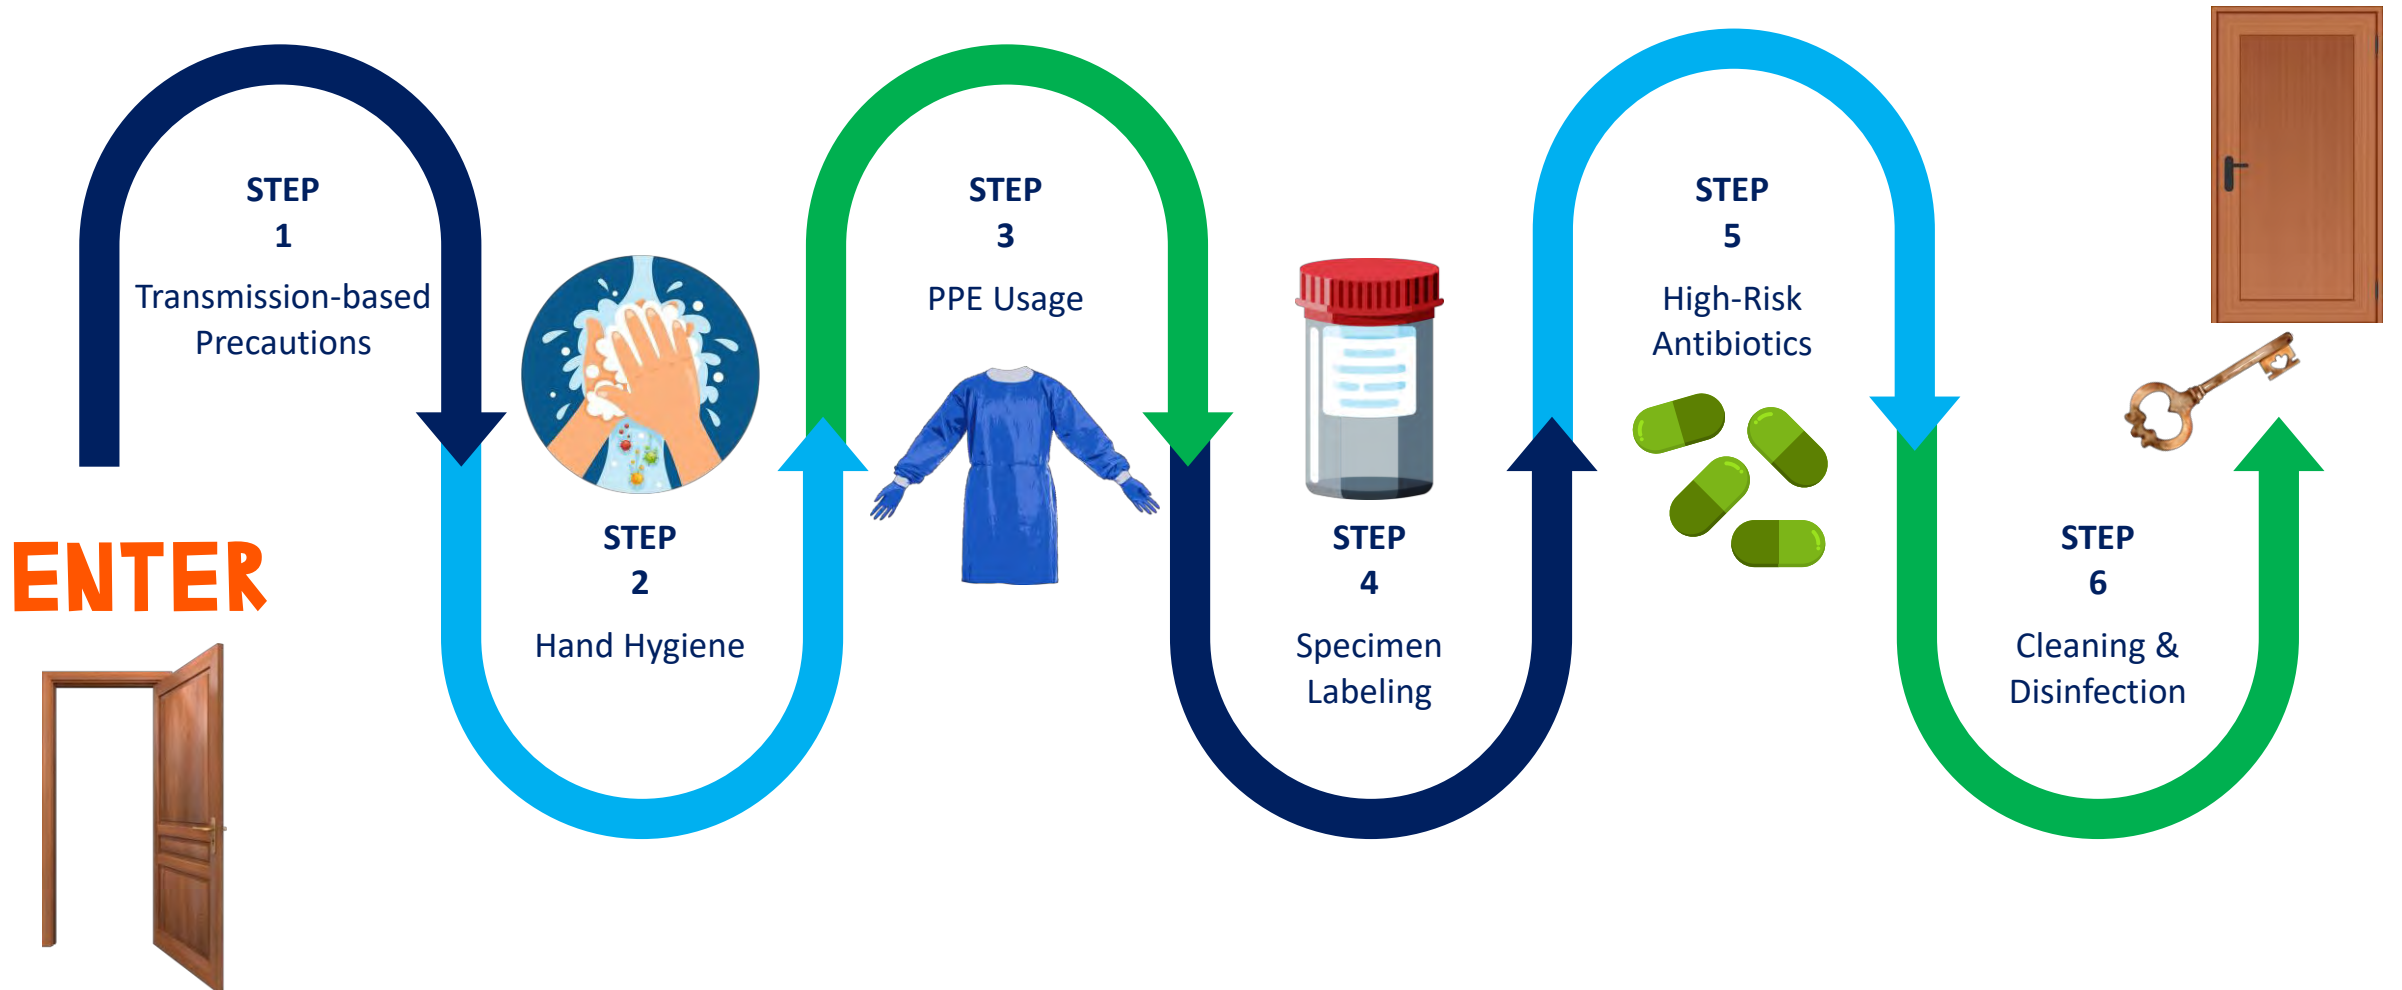 STEP
1
Transmission-based
Precautions
STEP
2
Hand Hygiene
STEP
3
PPE Usage
STEP
4
Specimen
Labeling
STEP
5
High-Risk
Antibiotics
STEP
6
Cleaning &
Disinfection
ENTER